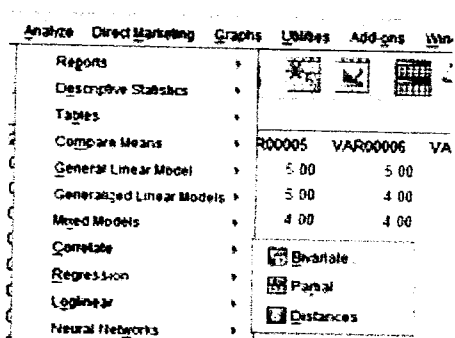 Analyze Direct Marketing Graphs Utilities Add-ons Win
Reports
Descriptive Statistics
Tables
Compare Means
General Linear Model
Generalized Linear Models
Mixed Models
Correlate
Regression
Loglinear
Neural Networks
R00005 VAR00006 VA
5.00 5.00
5.00 4.00
4.00 4.00
Bivariate...
Partial
Distances